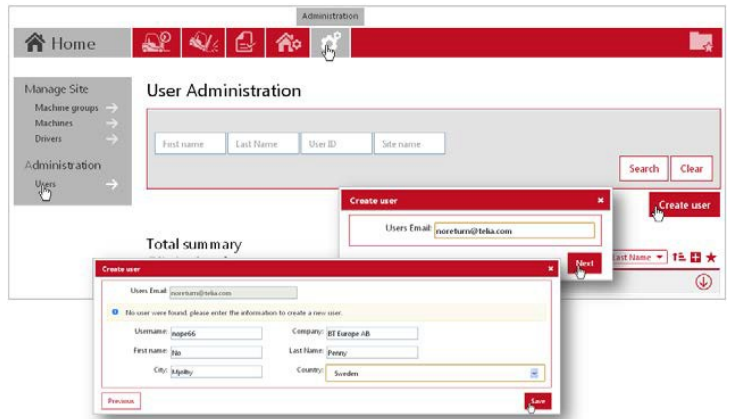 Administration
Home
Manage Site
Machine groups
Machines
Drivers
Administration
Users
User Administration
First name Last Name User ID Site name
Search Clear
Create user
Create user
Users Email: noreturn@telia.com
Next
Total summary
Last Name
Create user
Users Email: noreturn@telia.com
No user were found, please enter the information to create a new user.
Username: nope66 Company: BT Europe AB
First name: No Last Name: Penny
City: Mjolby Country: Sweden
Previous Save